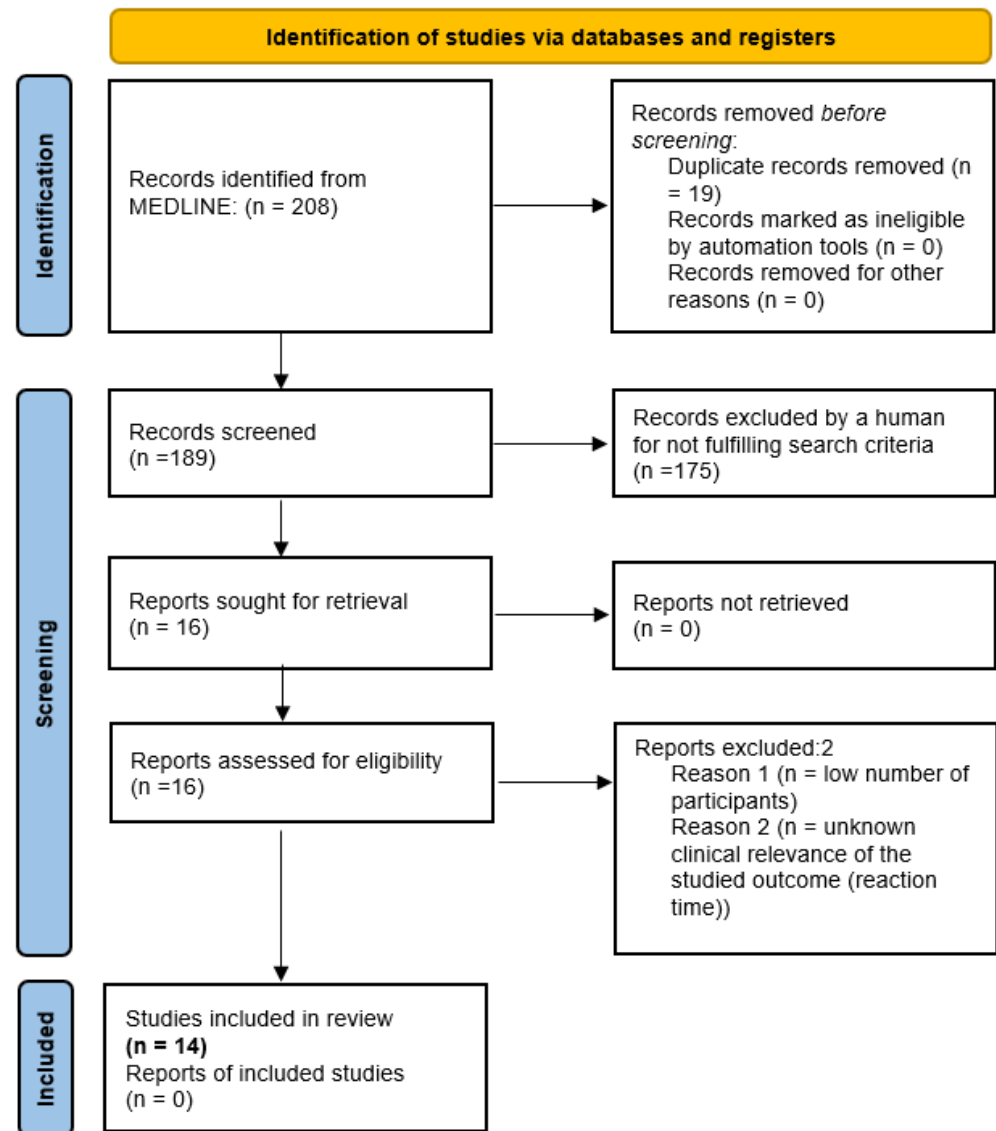 Identification of studies via databases and registers
Identification
Records identified from
MEDLINE: (n = 208)
Records removed before
screening:
Duplicate records removed (n
= 19)
Records marked as ineligible
by automation tools (n = 0)
Records removed for other
reasons (n = 0)
Screening
Records screened
(n =189)
Records excluded by a human
for not fulfilling search criteria
(n =175)
Reports sought for retrieval
(n = 16)
Reports not retrieved
(n = 0)
Reports assessed for eligibility
(n =16)
Reports excluded:2
Reason 1 (n = low number of
participants)
Reason 2 (n = unknown
clinical relevance of the
studied outcome (reaction
time))
Included
Studies included in review
(n = 14)
Reports of included studies
(n = 0)